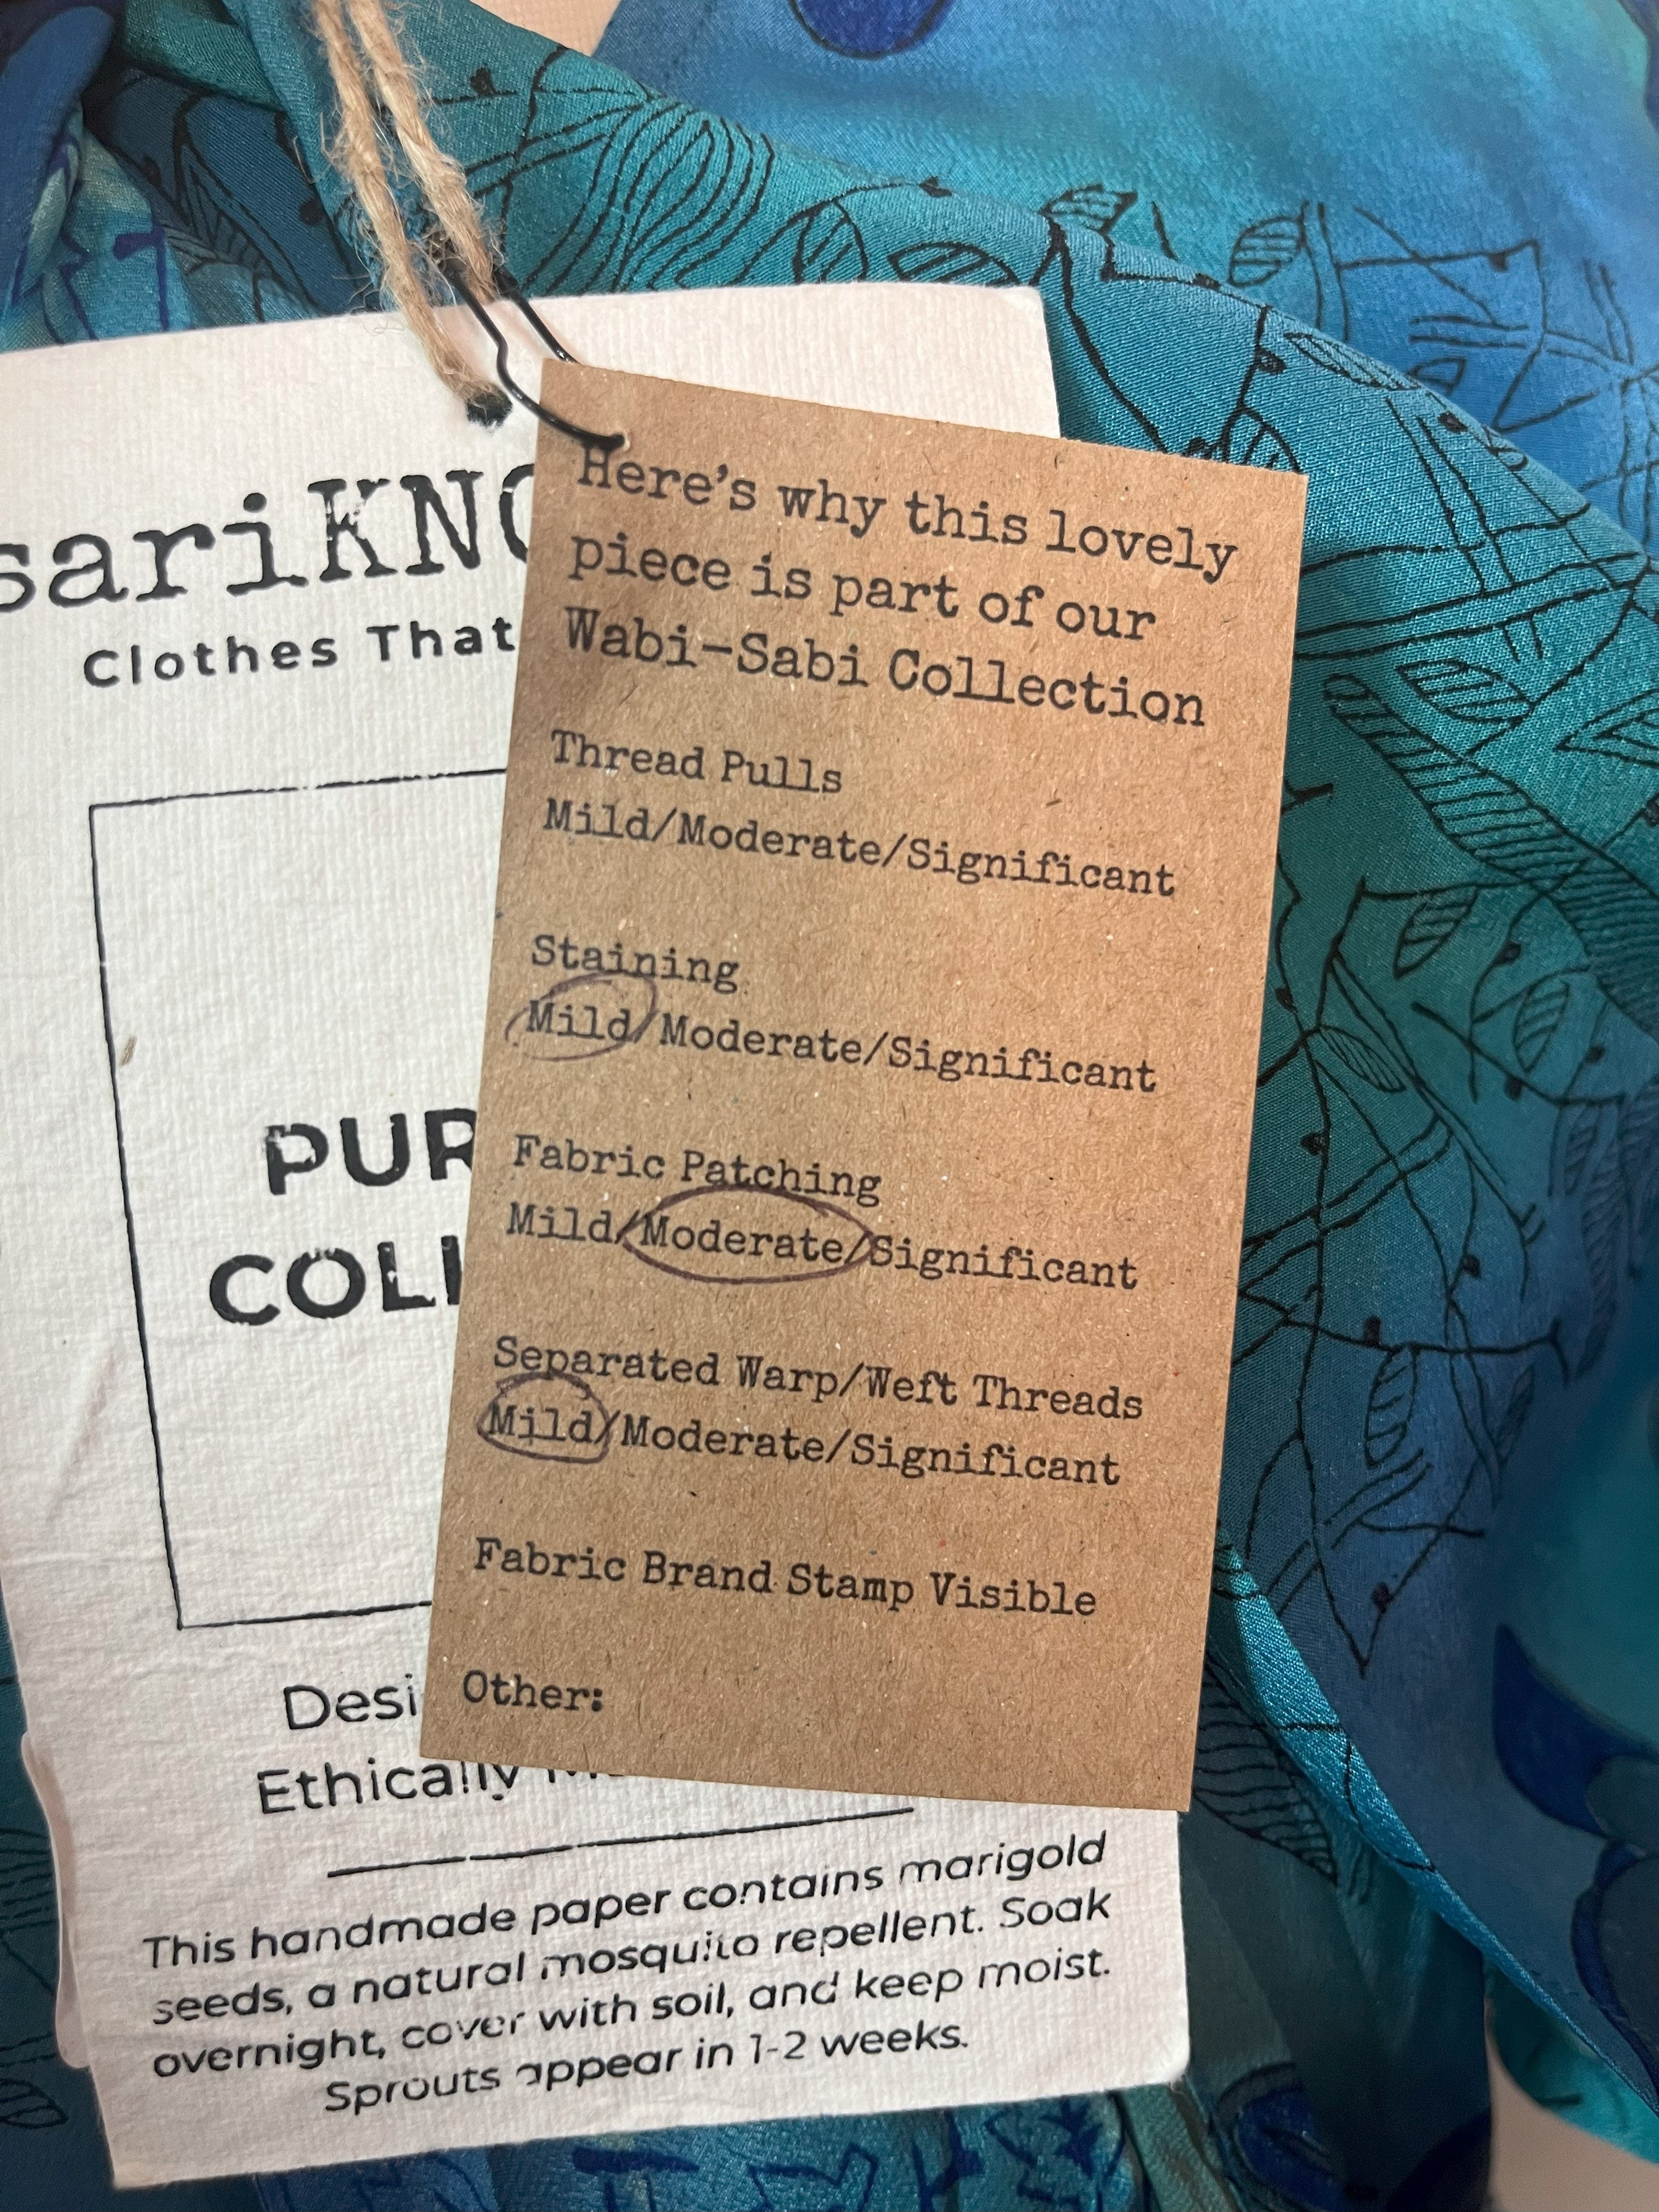 sariKNO
Clothes That
PUR
COLL
Desi
Ethically
This handmade paper contains marigold
seeds, a natural mosquito repellent. Soak
overnight, cover with soil, and keep moist.
Sprouts appear in 1-2 weeks.
Here's why this lovely
piece is part of our
Wabi-Sabi Collection
Thread Pulls
Mild/Moderate/Significant
Staining
Mild/Moderate/Significant
Fabric Patching
Mild/Moderate/Significant
Separated Warp/Weft Threads
Mild/Moderate/Significant
Fabric Brand Stamp Visible
Other: